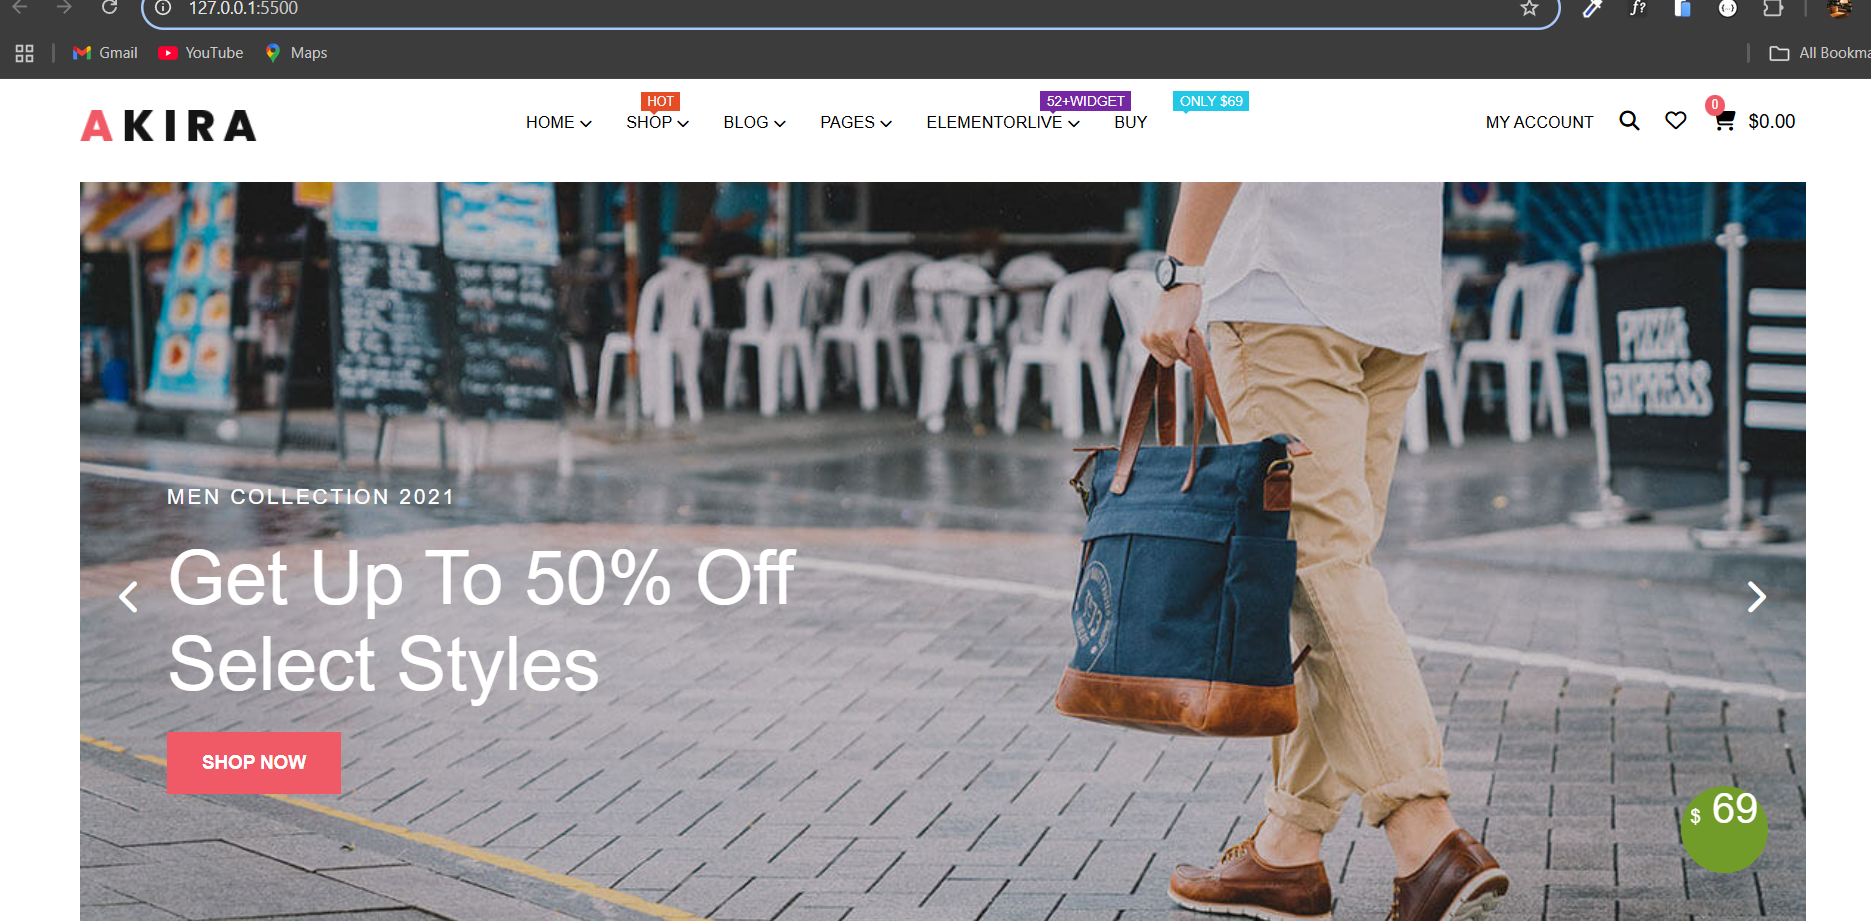 127.0.0.1:5500
Gmail
YouTube
Maps
All Bookma
AKIRA
HOME
HOT
SHOP
BLOG
PAGES
52+WIDGET
ELEMENTORLIVE
ONLY $69
BUY
MY ACCOUNT
0
$0.00
PIZZA
EXPRESS
MEN COLLECTION 2021
Get Up To 50% Off
Select Styles
SHOP NOW
$ 69